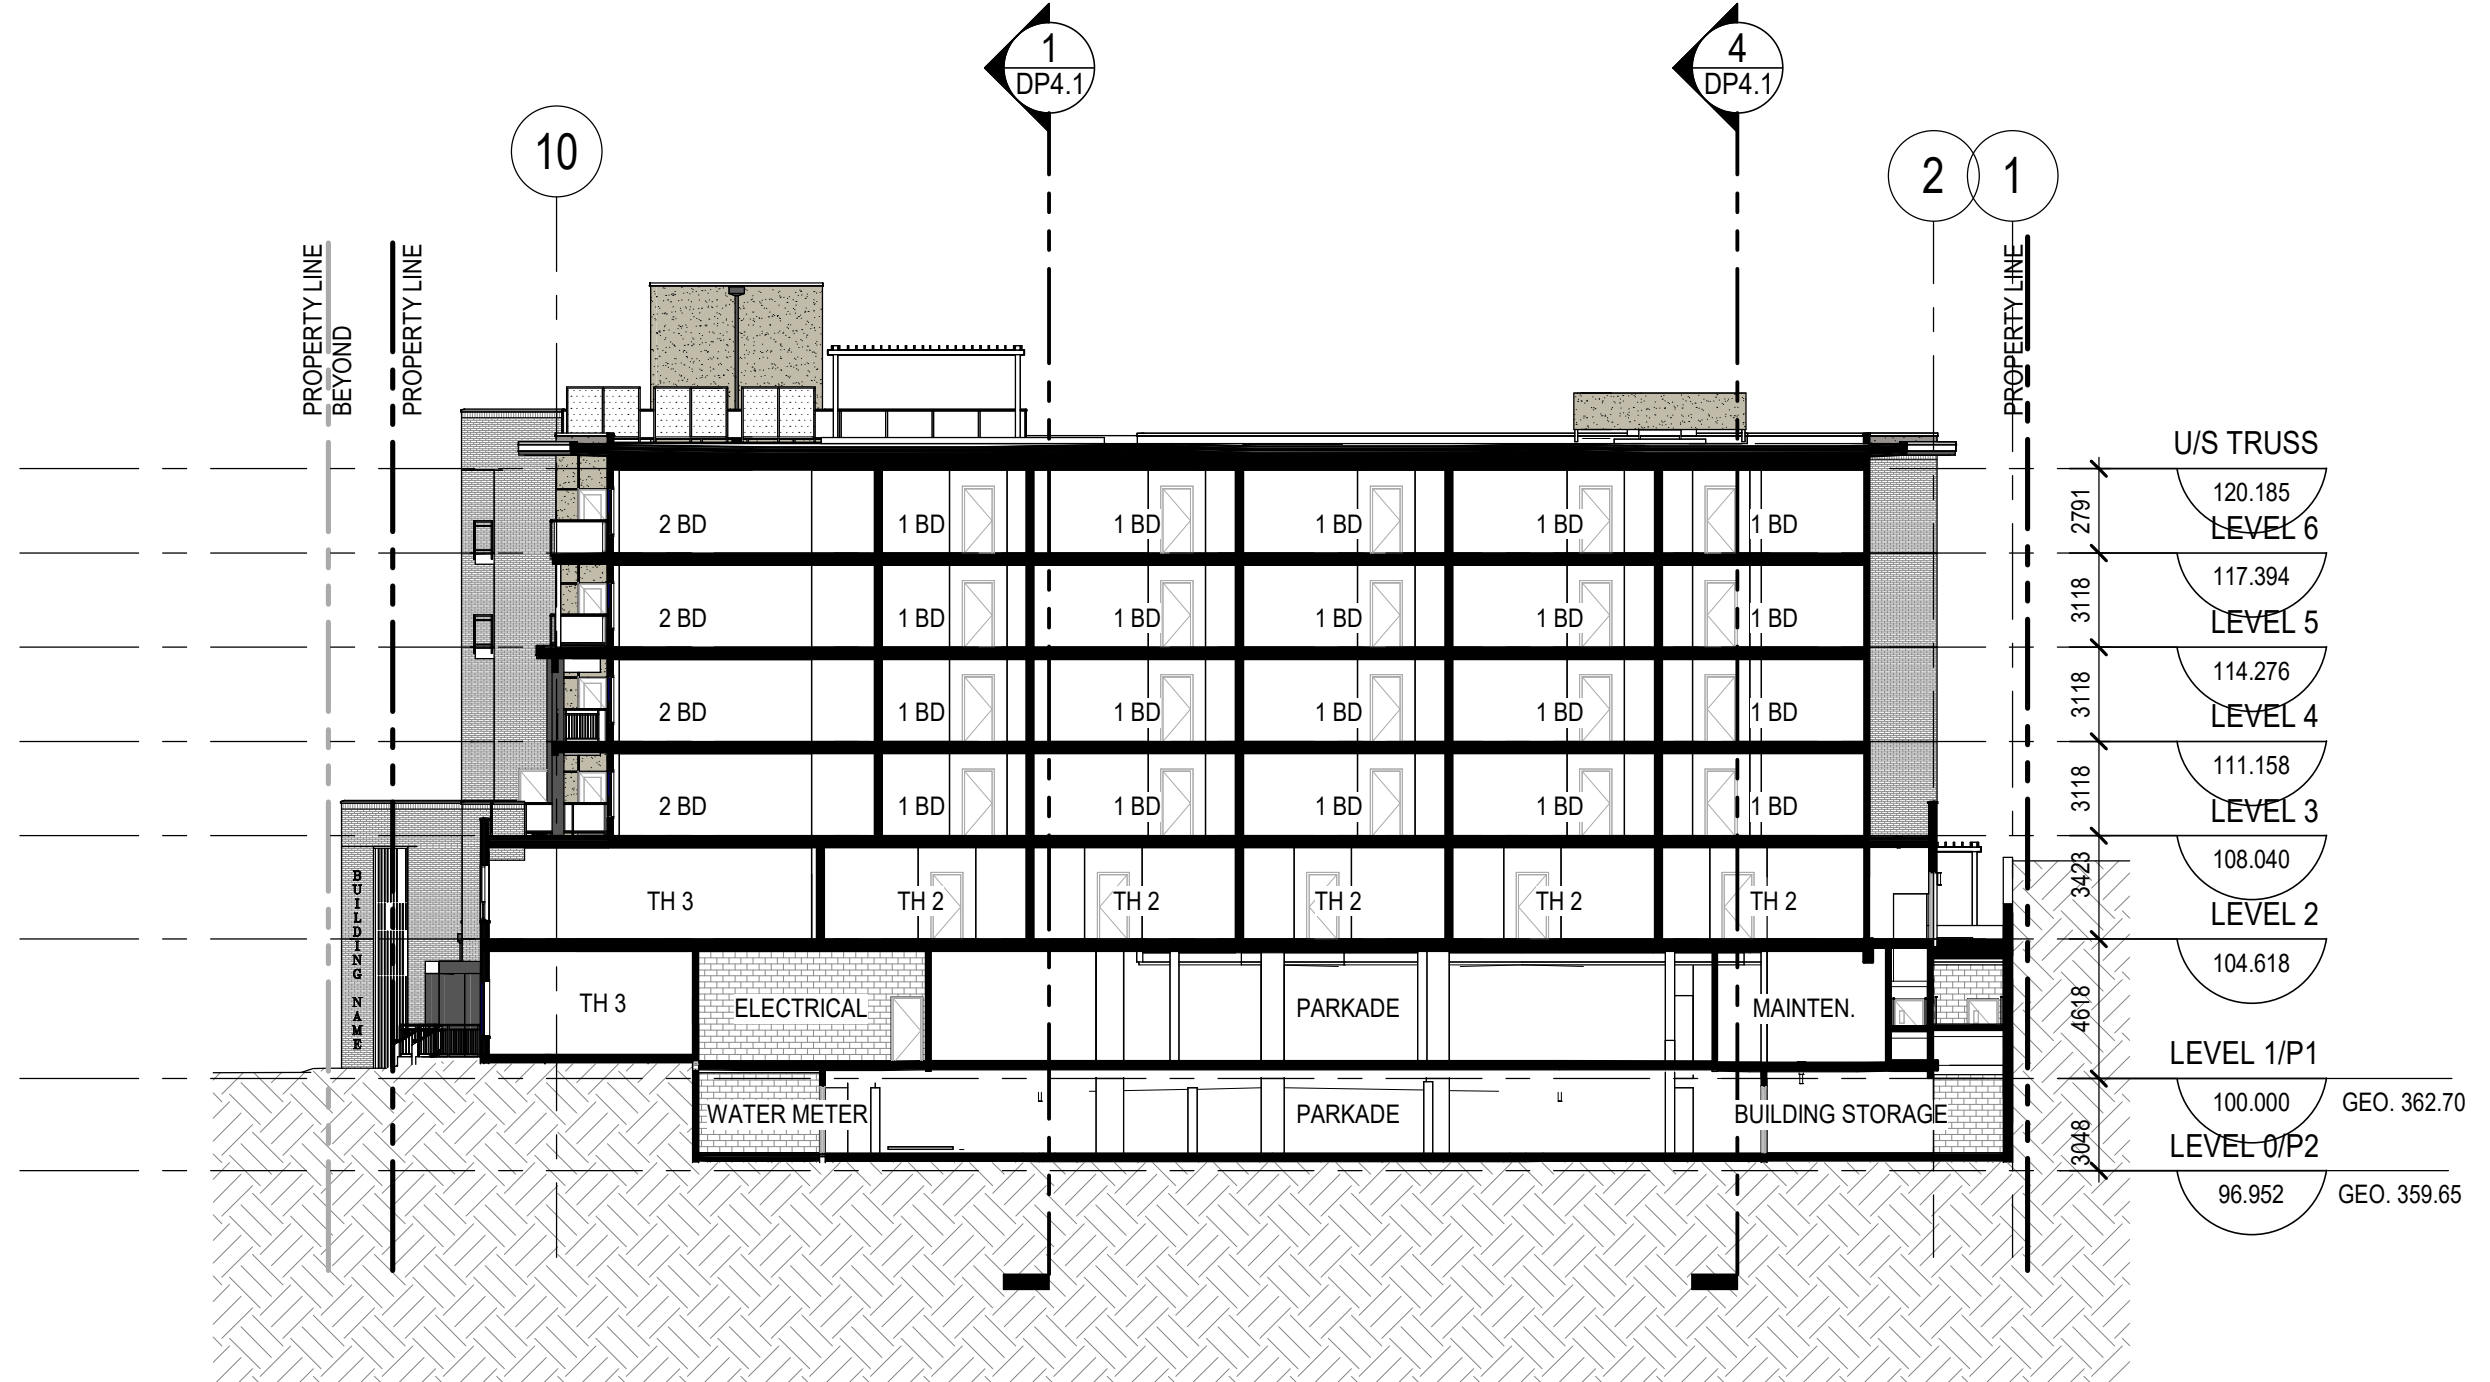 1
DP4.1
4
DP4.1
10
2
1
PROPERTY LINE
BEYOND
PROPERTY LINE
PROPERTY LINE
U/S TRUSS
120.185
2791
LEVEL 6
117.394
3118
LEVEL 5
114.276
3118
LEVEL 4
111.158
3118
LEVEL 3
108.040
3423
LEVEL 2
104.618
4618
LEVEL 1/P1
100.000
GEO. 362.70
3048
LEVEL 0/P2
96.952
GEO. 359.65
2 BD 1 BD 1 BD 1 BD 1 BD 1 BD
2 BD 1 BD 1 BD 1 BD 1 BD 1 BD
2 BD 1 BD 1 BD 1 BD 1 BD 1 BD
2 BD 1 BD 1 BD 1 BD 1 BD 1 BD
TH 3 TH 2 TH 2 TH 2 TH 2 TH 2
BUILDING NAME
TH 3 ELECTRICAL PARKADE MAINTEN.
WATER METER PARKADE BUILDING STORAGE